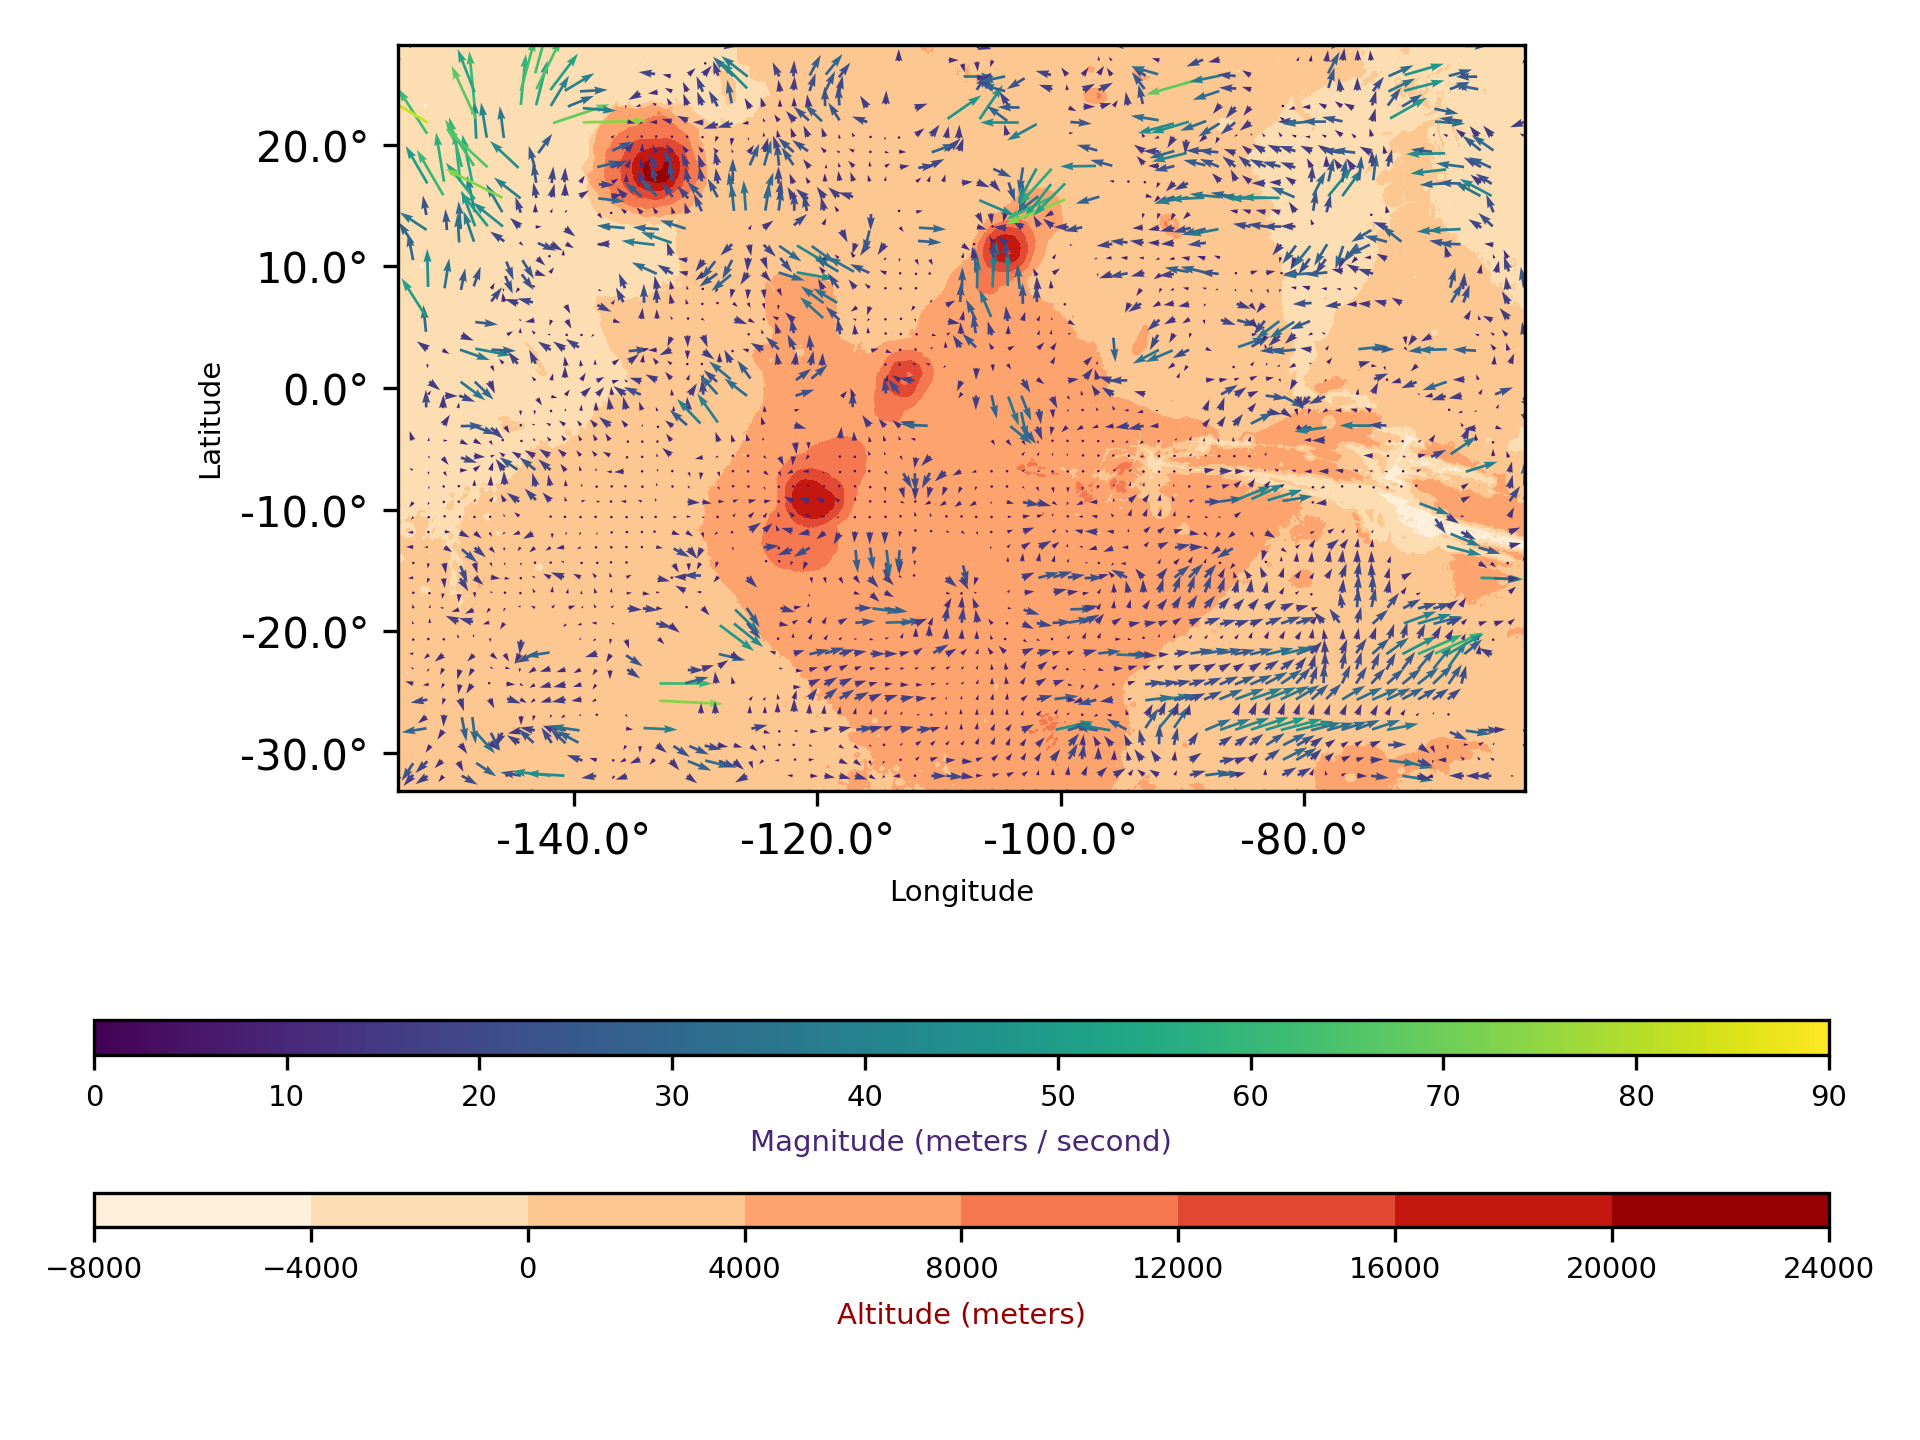 20.0°
10.0°
0.0°
-10.0°
-20.0°
-30.0°
Latitude
-140.0° -120.0° -100.0° -80.0°
Longitude
0 10 20 30 40 50 60 70 80 90
Magnitude (meters / second)
−8000 −4000 0 4000 8000 12000 16000 20000 24000
Altitude (meters)